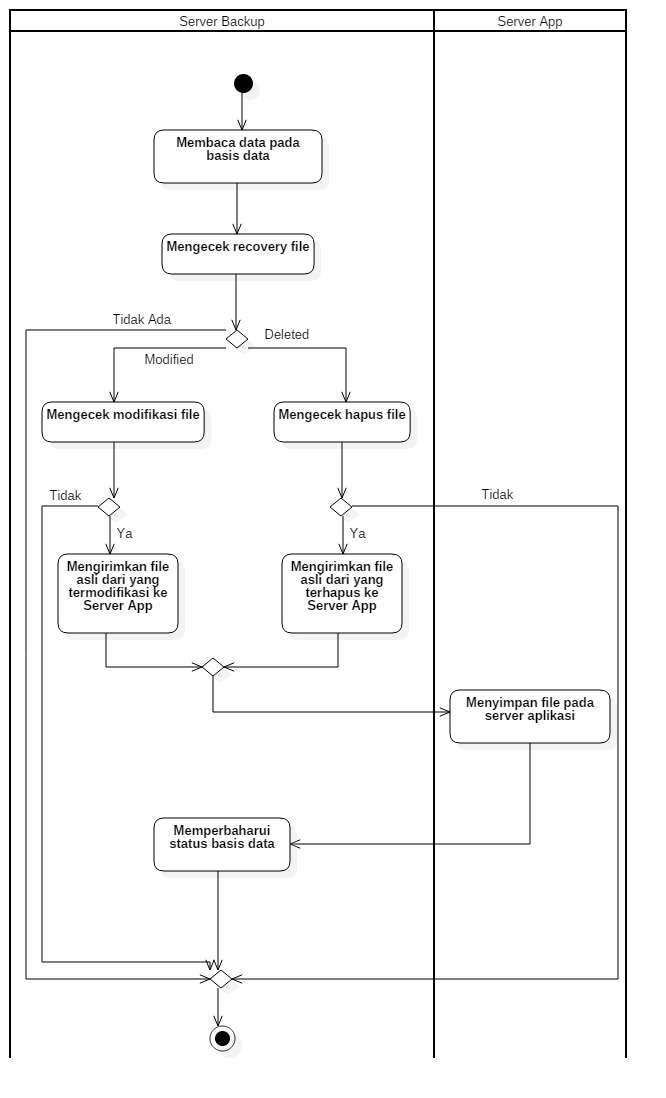 Server Backup
Server App
Membaca data pada
basis data
Mengecek recovery file
Tidak Ada
Deleted
Modified
Mengecek modifikasi file
Mengecek hapus file
Tidak
Tidak
Ya
Ya
Mengirimkan file
asli dari yang
termodifikasi ke
Server App
Mengirimkan file
asli dari yang
terhapus ke
Server App
Menyimpan file pada
server aplikasi
Memperbaharui
status basis data